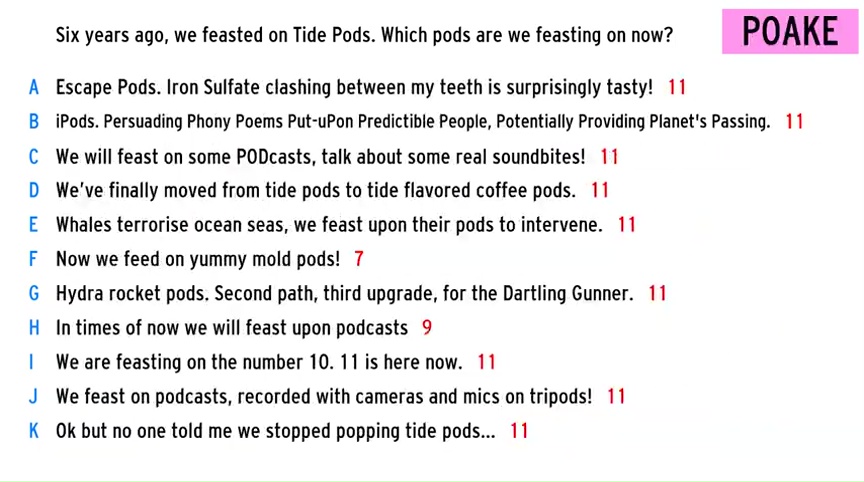 Six years ago, we feasted on Tide Pods. Which pods are we feasting on now?
POAKE
A Escape Pods. Iron Sulfate clashing between my teeth is surprisingly tasty! 11
B iPods. Persuading Phony Poems Put-uPon Predictible People, Potentially Providing Planet's Passing. 11
C We will feast on some PODcasts, talk about some real soundbites! 11
D We've finally moved from tide pods to tide flavored coffee pods. 11
E Whales terrorise ocean seas, we feast upon their pods to intervene. 11
F Now we feed on yummy mold pods! 7
G Hydra rocket pods. Second path, third upgrade, for the Dartling Gunner. 11
H In times of now we will feast upon podcasts 9
I We are feasting on the number 10. 11 is here now. 11
J We feast on podcasts, recorded with cameras and mics on tripods! 11
K Ok but no one told me we stopped popping tide pods... 11